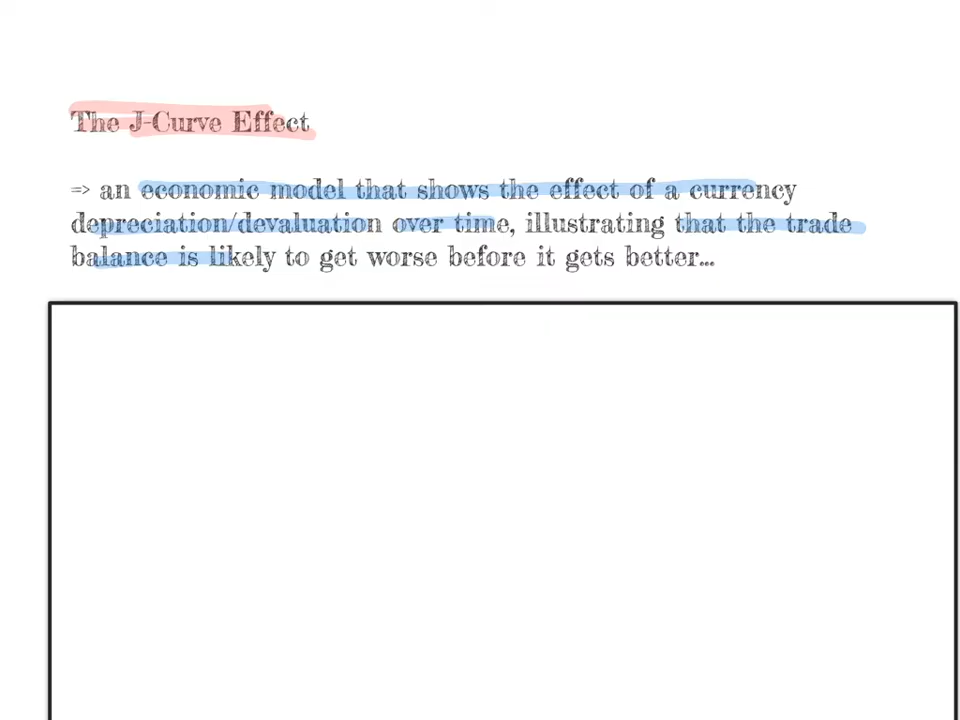 The J-Curve Effect
=> an economic model that shows the effect of a currency
depreciation/devaluation over time, illustrating that the trade
balance is likely to get worse before it gets better...